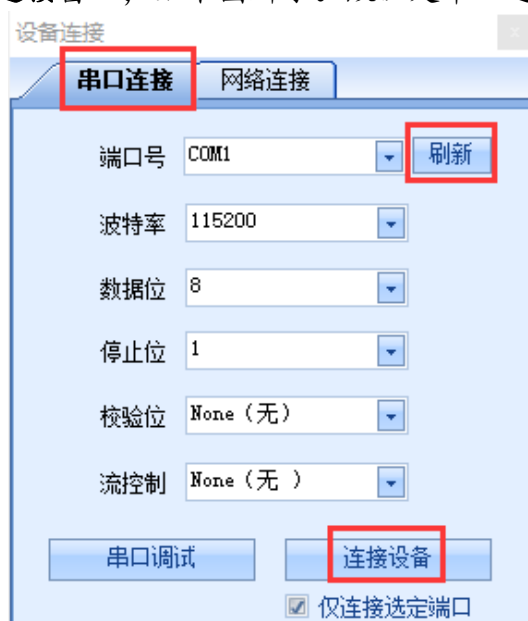 设备连接
串口连接 网络连接
端口号 COM1 刷新
波特率 115200
数据位 8
停止位 1
校验位 None（无）
流控制 None（无 ）
串口调试 连接设备
仅连接选定端口